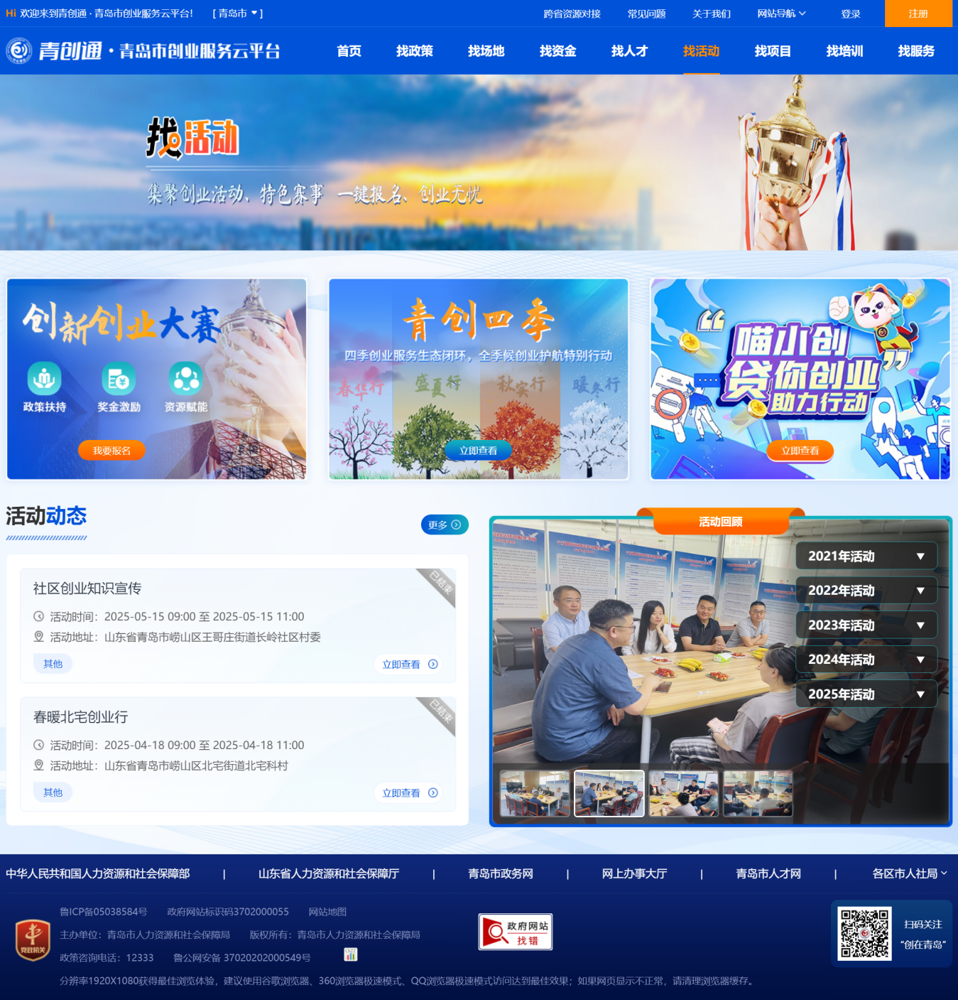 Hi 欢迎来到青创通 · 青岛市创业服务云平台！ [ 青岛市 ]
跨省资源对接 常见问题 关于我们 网站导航 登录 注册
青创通 · 青岛市创业服务云平台
首页 找政策 找场地 找资金 找人才 找活动 找项目 找培训 找服务
找活动
集聚创业活动、特色赛事 一键报名、创业无忧
创新创业大赛
政策扶持 奖金激励 资源赋能
我要报名
青创四季
四季创业服务生态闭环，全季候创业护航特别行动
春华行 盛夏行 秋实行 暖冬行
立即查看
“喵小创
贷你创业”
助力行动
立即查看
活动动态
更多
社区创业知识宣传
已结束
活动时间：2025-05-15 09:00 至 2025-05-15 11:00
活动地址：山东省青岛市崂山区王哥庄街道长岭社区村委
其他
立即查看
春暖北宅创业行
已结束
活动时间：2025-04-18 09:00 至 2025-04-18 11:00
活动地址：山东省青岛市崂山区北宅街道北宅科村
其他
立即查看
活动回顾
2021年活动
2022年活动
2023年活动
2024年活动
2025年活动
中华人民共和国人力资源和社会保障部 | 山东省人力资源和社会保障厅 | 青岛市政务网 | 网上办事大厅 | 青岛市人才网 | 各区市人社局
党政机关
鲁ICP备05038584号 政府网站标识码3702000055 网站地图
主办单位：青岛市人力资源和社会保障局 版权所有：青岛市人力资源和社会保障局
政策咨询电话：12333 鲁公网安备 37020202000549号
CNZZ
分辨率1920X1080获得最佳浏览体验，建议使用谷歌浏览器、360浏览器极速模式、QQ浏览器极速模式访问达到最佳效果；如果网页显示不正常，请清理浏览器缓存。
政府网站
找错
扫码关注
“创在青岛”